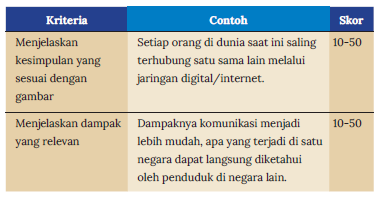 Kriteria Contoh Skor
Menjelaskan Setiap orang di dunia saat ini saling 10-50
kesimpulan yang terhubung satu sama lain melalui
sesuai dengan jaringan digital/internet.
gambar
Menjelaskan dampak Dampaknya komunikasi menjadi 10-50
yang relevan lebih mudah, apa yang terjadi di satu
negara dapat langsung diketahui
oleh penduduk di negara lain.